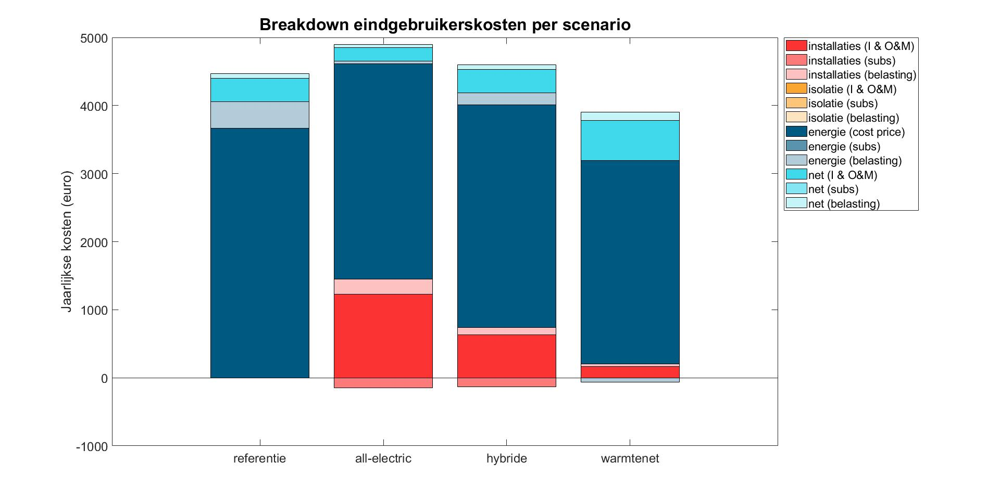 Breakdown eindgebruikerskosten per scenario
Jaarlijkse kosten (euro)
5000
4000
3000
2000
1000
0
-1000
referentie
all-electric
hybride
warmtenet
installaties (I & O&M)
installaties (subs)
installaties (belasting)
isolatie (I & O&M)
isolatie (subs)
isolatie (belasting)
energie (cost price)
energie (subs)
energie (belasting)
net (I & O&M)
net (subs)
net (belasting)